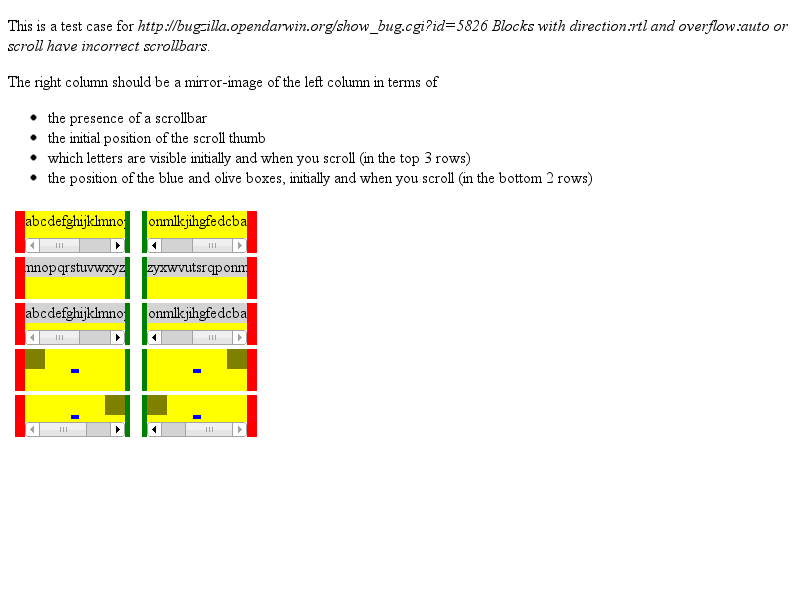 This is a test case for http://bugzilla.opendarwin.org/show_bug.cgi?id=5826 Blocks with direction:rtl and overflow:auto or
scroll have incorrect scrollbars.
The right column should be a mirror-image of the left column in terms of
the presence of a scrollbar
the initial position of the scroll thumb
which letters are visible initially and when you scroll (in the top 3 rows)
the position of the blue and olive boxes, initially and when you scroll (in the bottom 2 rows)
abcdefghijklmnop onmlkjihgfedcba
mnopqrstuvwxyz zyxwvutsrqponm
abcdefghijklmnop onmlkjihgfedcba